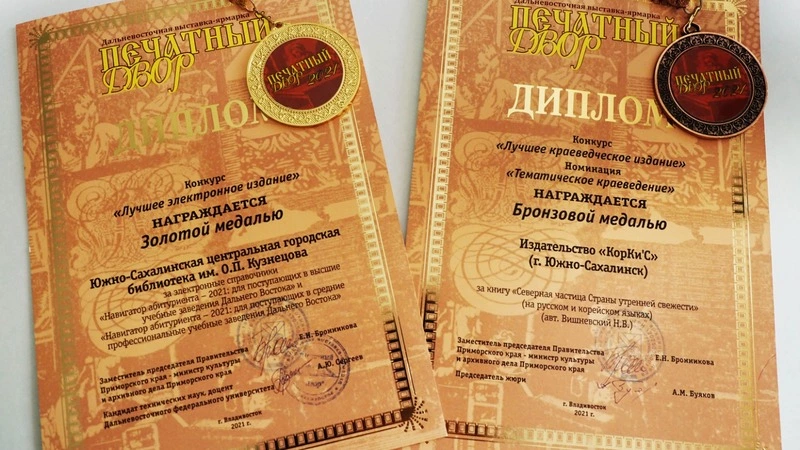 Дальневосточная выставка-ярмарка
ПЕЧАТНЫЙ
ДВОР
ПЕЧАТНЫЙ
ДВОР 2021
ДИПЛОМ
Конкурс
«Лучшее электронное издание»
НАГРАЖДАЕТСЯ
Золотой медалью
Южно-Сахалинская центральная городская
библиотека им. О.П. Кузнецова
за электронные справочники
«Навигатор абитуриента – 2021: для поступающих в высшие
учебные заведения Дальнего Востока» и
«Навигатор абитуриента – 2021: для поступающих в средние
профессиональные учебные заведения Дальнего Востока»
Заместитель председателя Правительства
Приморского края - министр культуры
и архивного дела Приморского края
Е.Н. Бронникова
Кандидат технических наук, доцент
Дальневосточного федерального университета
А.Ю. Сергеев
г. Владивосток
2021 г.
Дальневосточная выставка-ярмарка
ПЕЧАТНЫЙ
ДВОР
ПЕЧАТНЫЙ
ДВОР 2021
ДИПЛОМ
Конкурс
«Лучшее краеведческое издание»
Номинация
«Тематическое краеведение»
НАГРАЖДАЕТСЯ
Бронзовой медалью
Издательство «КорКи'С»
(г. Южно-Сахалинск)
за книгу «Северная частица Страны утренней свежести»
(на русском и корейском языках)
(авт. Вишневский Н.В.)
Заместитель председателя Правительства
Приморского края - министр культуры
и архивного дела Приморского края
Е.Н. Бронникова
Председатель жюри
А.М. Буяков
г. Владивосток
2021 г.